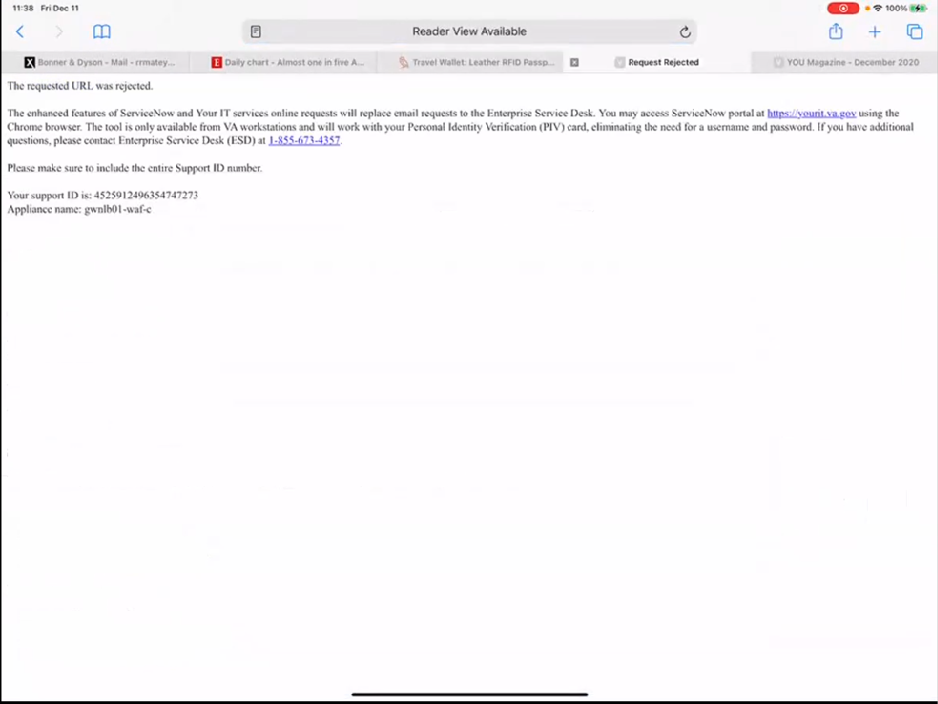 11:38 Fri Dec 11
100%
Reader View Available
Bonner & Dyson - Mail - rrmatey...
Daily chart - Almost one in five A...
Travel Wallet: Leather RFID Passp...
Request Rejected
YOU Magazine - December 2020
The requested URL was rejected.
The enhanced features of ServiceNow and Your IT services online requests will replace email requests to the Enterprise Service Desk. You may access ServiceNow portal at https://yourit.va.gov using the
Chrome browser. The tool is only available from VA workstations and will work with your Personal Identity Verification (PIV) card, eliminating the need for a username and password. If you have additional
questions, please contact Enterprise Service Desk (ESD) at 1-855-673-4357.
Please make sure to include the entire Support ID number.
Your support ID is: 4525912496354747273
Appliance name: gwnlb01-waf-c